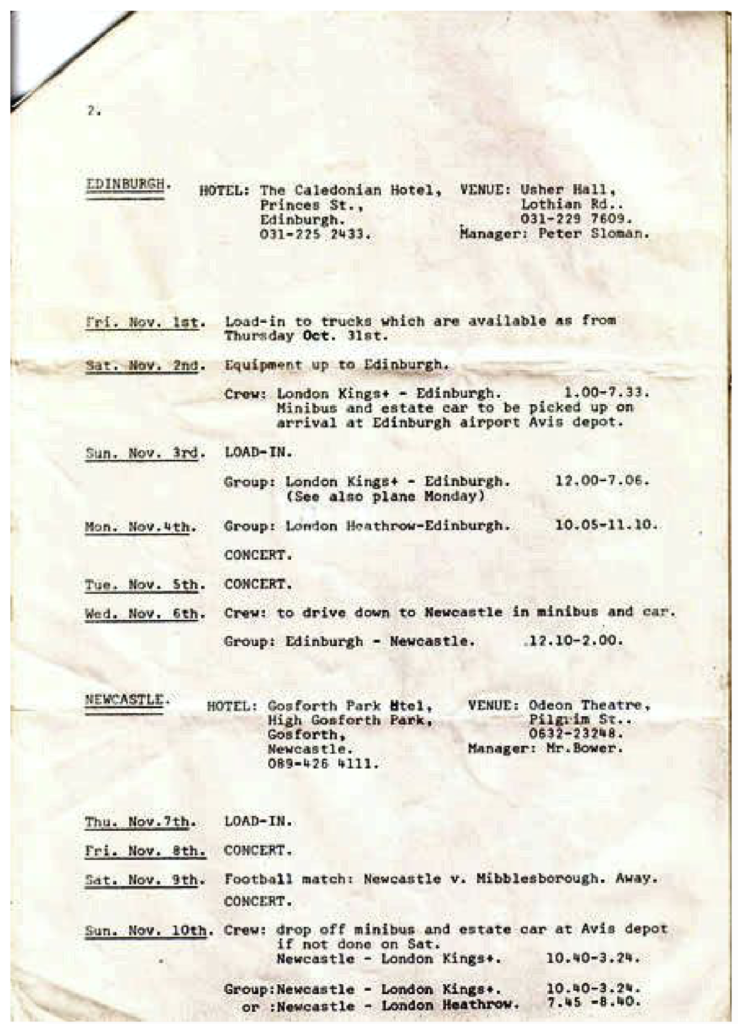 2.
EDINBURGH. HOTEL: The Caledonian Hotel, VENUE: Usher Hall,
Princes St., Lothian Rd..
Edinburgh. 031-229 7609.
031-225 2433. Manager: Peter Sloman.
Fri. Nov. 1st. Load-in to trucks which are available as from
Thursday Oct. 31st.
Sat. Nov. 2nd. Equipment up to Edinburgh.
Crew: London Kings+ - Edinburgh. 1.00-7.33.
Minibus and estate car to be picked up on
arrival at Edinburgh airport Avis depot.
Sun. Nov. 3rd. LOAD-IN.
Group: London Kings+ - Edinburgh. 12.00-7.06.
(See also plane Monday)
Mon. Nov.4th. Group: London Heathrow-Edinburgh. 10.05-11.10.
CONCERT.
Tue. Nov. 5th. CONCERT.
Wed. Nov. 6th. Crew: to drive down to Newcastle in minibus and car.
Group: Edinburgh - Newcastle. .12.10-2.00.
NEWCASTLE. HOTEL: Gosforth Park Htel, VENUE: Odeon Theatre,
High Gosforth Park, Pilgrim St..
Gosforth, 0632-23248.
Newcastle. Manager: Mr.Bower.
089-426 4111.
Thu. Nov.7th. LOAD-IN.
Fri. Nov. 8th. CONCERT.
Sat. Nov. 9th. Football match: Newcastle v. Mibblesborough. Away.
CONCERT.
Sun. Nov. 10th. Crew: drop off minibus and estate car at Avis depot
if not done on Sat.
Newcastle - London Kings+. 10.40-3.24.
Group:Newcastle - London Kings+. 10.40-3.24.
or :Newcastle - London Heathrow. 7.45 -8.40.